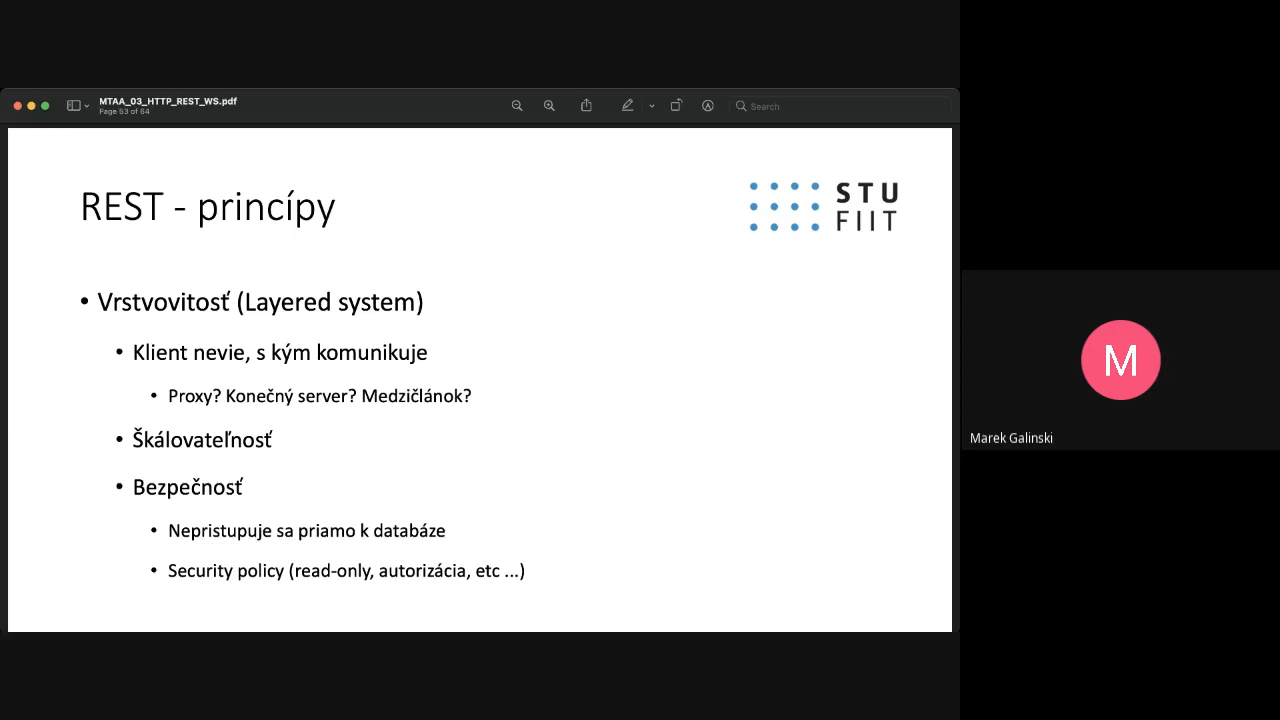 MTAA_03_HTTP_REST_WS.pdf
Page 53 of 64
Search
REST - princípy
STU
FIIT
• Vrstvovitosť (Layered system)
• Klient nevie, s kým komunikuje
• Proxy? Konečný server? Medzičlánok?
• Škálovateľnosť
• Bezpečnosť
• Nepristupuje sa priamo k databáze
• Security policy (read-only, autorizácia, etc ...)
M
Marek Galinski